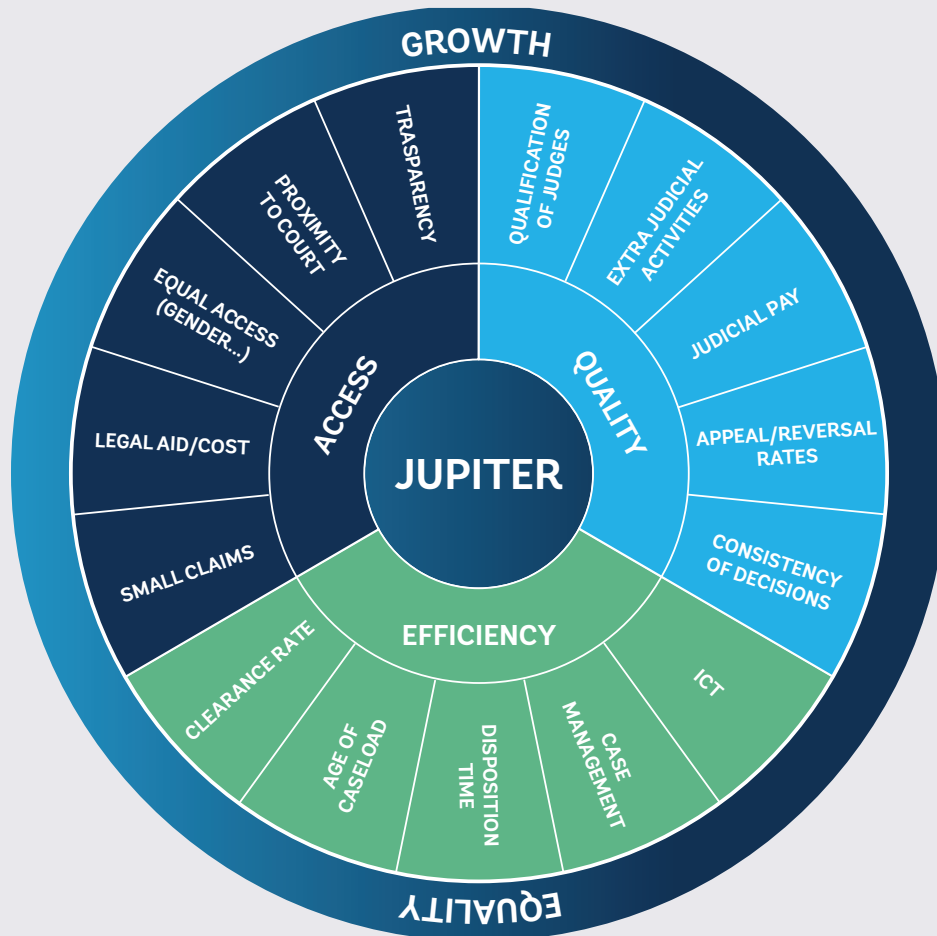 GROWTH
TRASPARENCY
PROXIMITY
TO COURT
EQUAL ACCESS
(GENDER...)
LEGAL AID/COST
SMALL CLAIMS
ACCESS
QUALIFICATION
OF JUDGES
EXTRA JUDICIAL
ACTIVITIES
JUDICIAL PAY
APPEAL/REVERSAL
RATES
CONSISTENCY
OF DECISIONS
QUALITY
JUPITER
EFFICIENCY
CLEARANCE RATE
AGE OF
CASELOAD
DISPOSITION
TIME
CASE
MANAGEMENT
ICT
EQUALITY